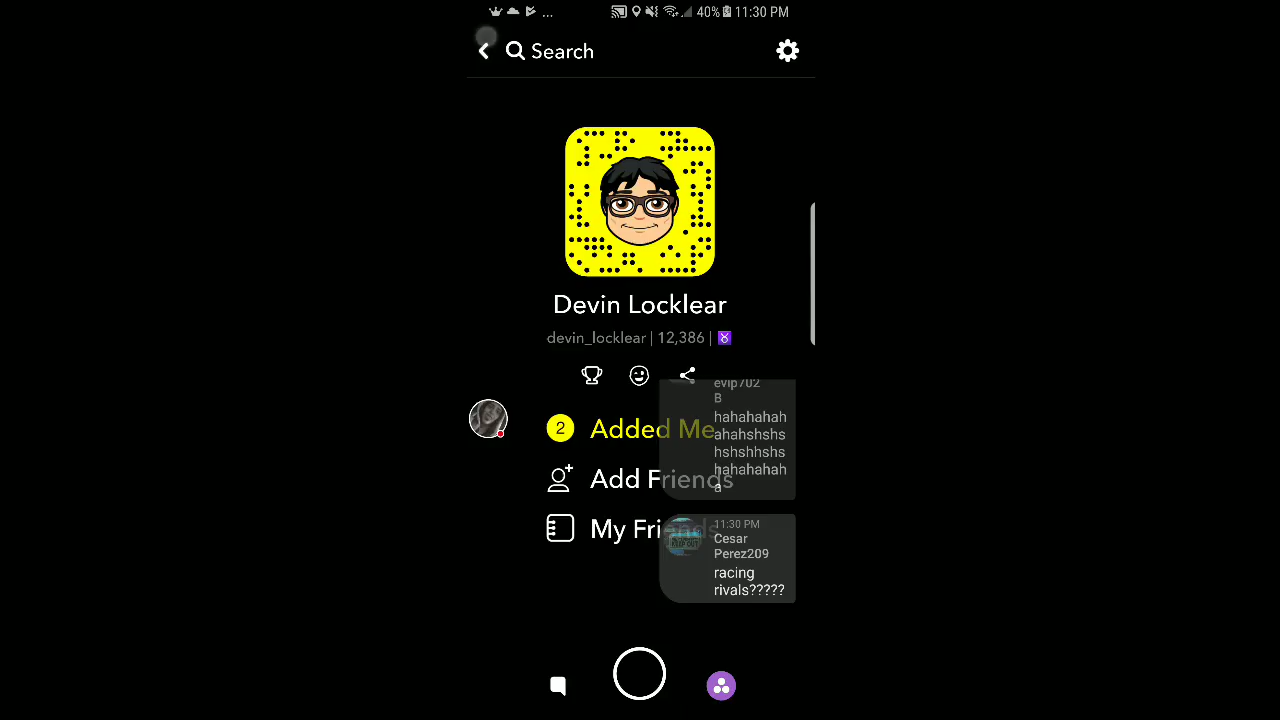 ... 40% 11:30 PM
Search
Devin Locklear
devin_locklear | 12,386 | ♉
evip702
B
hahahahah
ahahshshs
hshshhshs
hahahahah
a
2 Added Me
Add Friends
My Friends
11:30 PM
Cesar
Perez209
racing
rivals?????